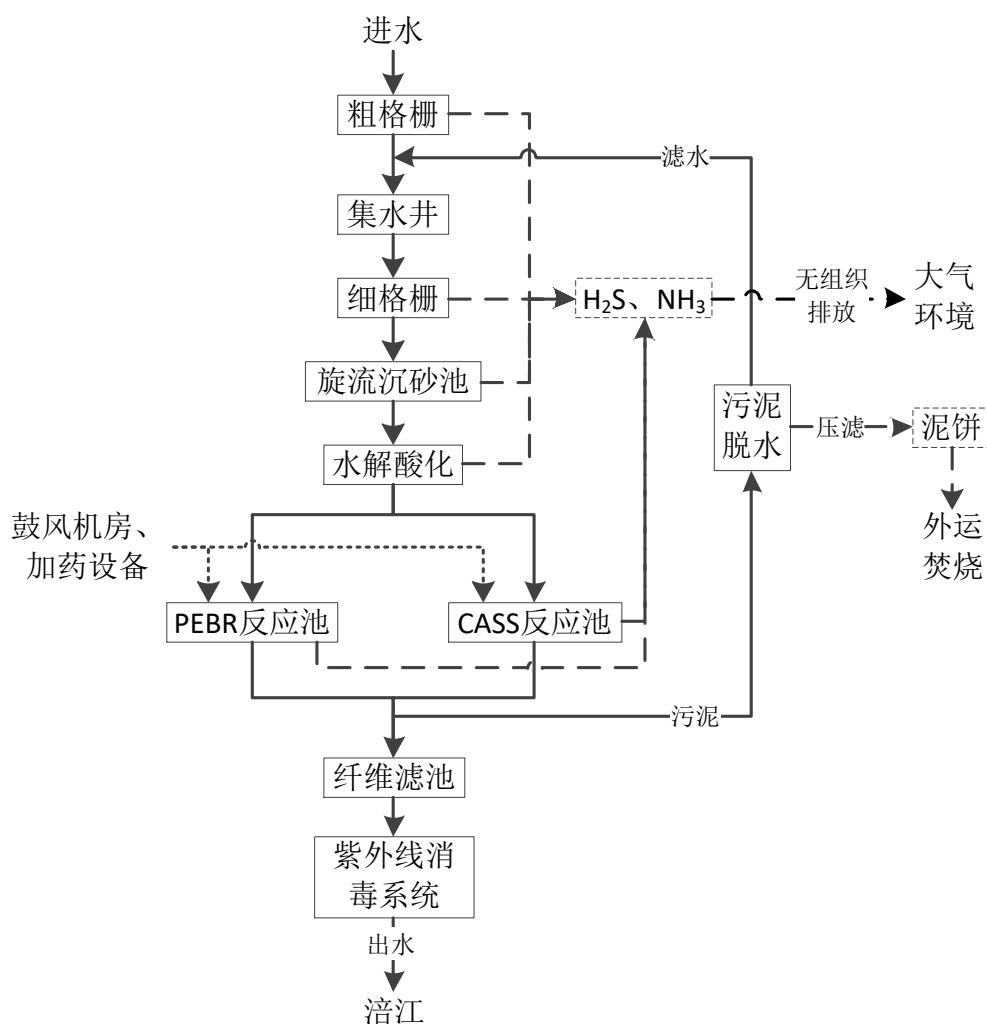 进水
粗格栅
滤水
集水井
细格栅
H₂S、NH₃
无组织
排放
大气
环境
旋流沉砂池
污泥
脱水
压滤
泥饼
水解酸化
鼓风机房、
加药设备
外运
焚烧
PEBR反应池
CASS反应池
污泥
纤维滤池
紫外线消
毒系统
出水
涪江